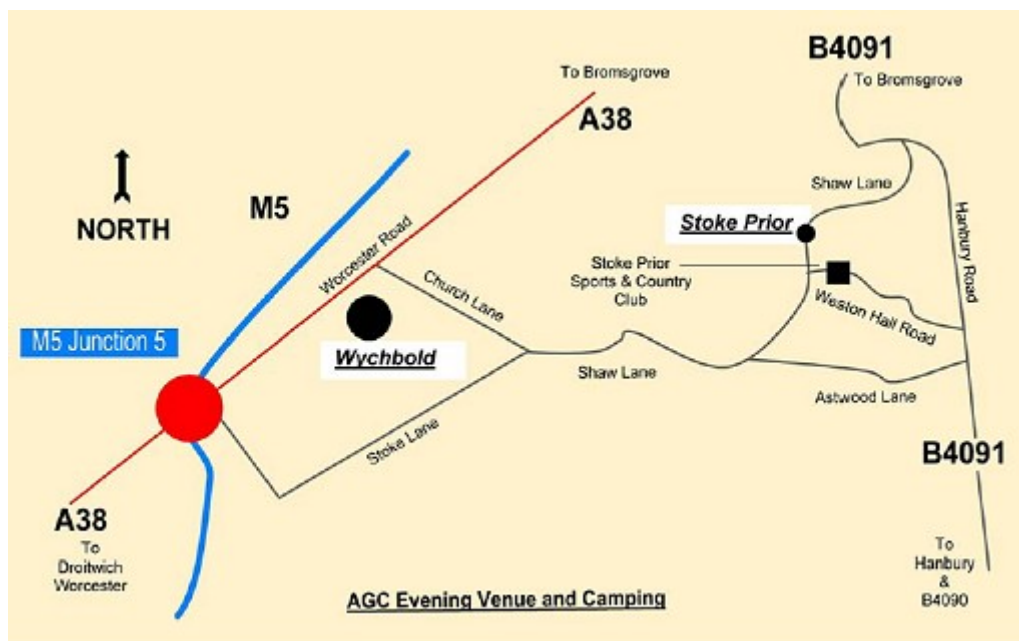 B4091
To Bromsgrove
To Bromsgrove
A38
Shaw Lane
M5
NORTH
Stoke Prior
Worcester Road
Hanbury Road
Stoke Prior
Sports & Country
Club
Church Lane
Weston Hall Road
M5 Junction 5
Wychbold
Shaw Lane
Astwood Lane
Stoke Lane
B4091
A38
To
Droitwich
Worcester
To
Hanbury
&
B4090
AGC Evening Venue and Camping